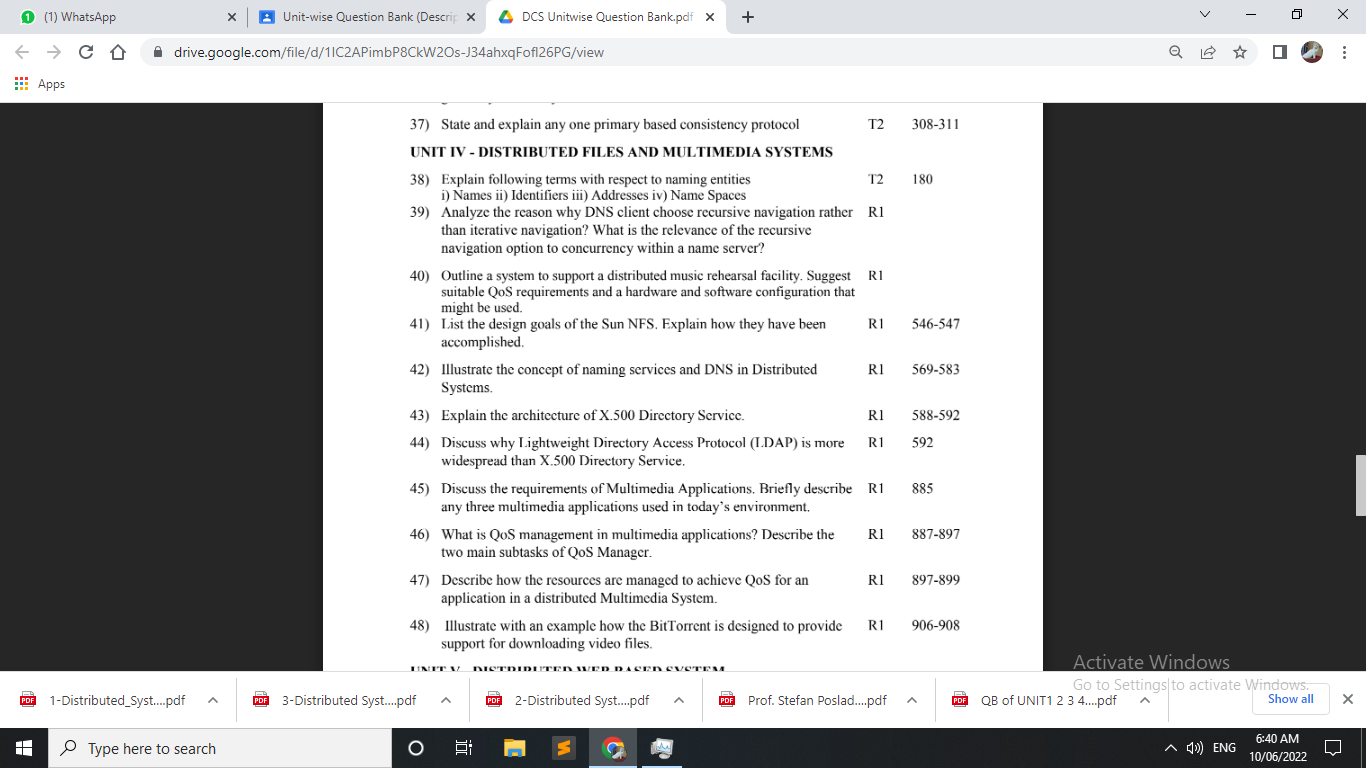 (1) WhatsApp
Unit-wise Question Bank (Descrip
DCS Unitwise Question Bank.pdf
drive.google.com/file/d/1IC2APimbP8CkW2Os-J34ahxqFofl26PG/view
Apps
37) State and explain any one primary based consistency protocol T2 308-311
UNIT IV - DISTRIBUTED FILES AND MULTIMEDIA SYSTEMS
38) Explain following terms with respect to naming entities T2 180
i) Names ii) Identifiers iii) Addresses iv) Name Spaces
39) Analyze the reason why DNS client choose recursive navigation rather R1
than iterative navigation? What is the relevance of the recursive
navigation option to concurrency within a name server?
40) Outline a system to support a distributed music rehearsal facility. Suggest R1
suitable QoS requirements and a hardware and software configuration that
might be used.
41) List the design goals of the Sun NFS. Explain how they have been R1 546-547
accomplished.
42) Illustrate the concept of naming services and DNS in Distributed R1 569-583
Systems.
43) Explain the architecture of X.500 Directory Service. R1 588-592
44) Discuss why Lightweight Directory Access Protocol (LDAP) is more R1 592
widespread than X.500 Directory Service.
45) Discuss the requirements of Multimedia Applications. Briefly describe R1 885
any three multimedia applications used in today's environment.
46) What is QoS management in multimedia applications? Describe the R1 887-897
two main subtasks of QoS Manager.
47) Describe how the resources are managed to achieve QoS for an R1 897-899
application in a distributed Multimedia System.
48) Illustrate with an example how the BitTorrent is designed to provide R1 906-908
support for downloading video files.
UNIT V - DISTRIBUTED WEB BASED SYSTEM
Activate Windows
Go to Settings to activate Windows.
1-Distributed_Syst....pdf
3-Distributed Syst....pdf
2-Distributed Syst....pdf
Prof. Stefan Poslad....pdf
QB of UNIT1 2 3 4....pdf
Show all
Type here to search
ENG
6:40 AM
10/06/2022